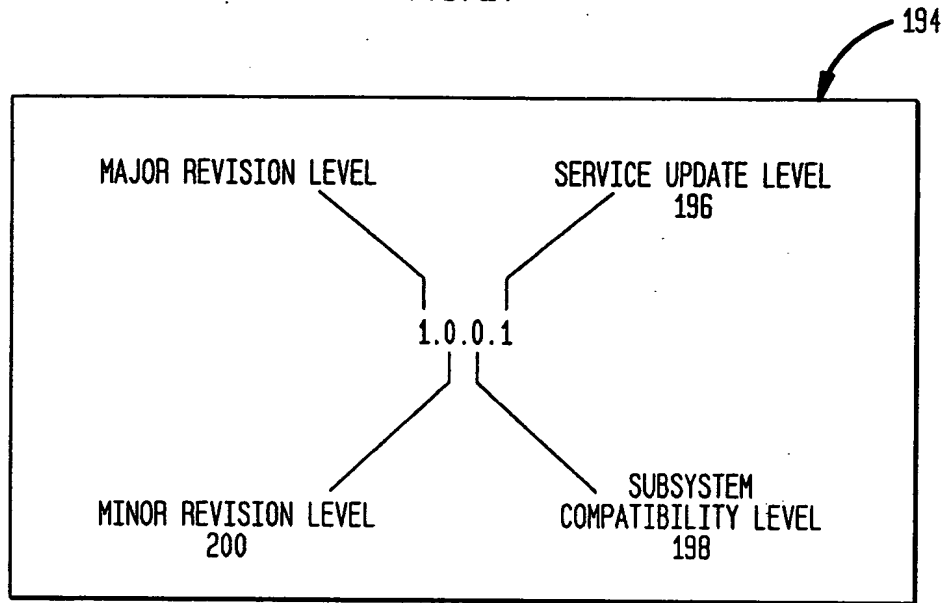 194
MAJOR REVISION LEVEL
SERVICE UPDATE LEVEL
196
1.0.0.1
MINOR REVISION LEVEL
200
SUBSYSTEM
COMPATIBILITY LEVEL
198